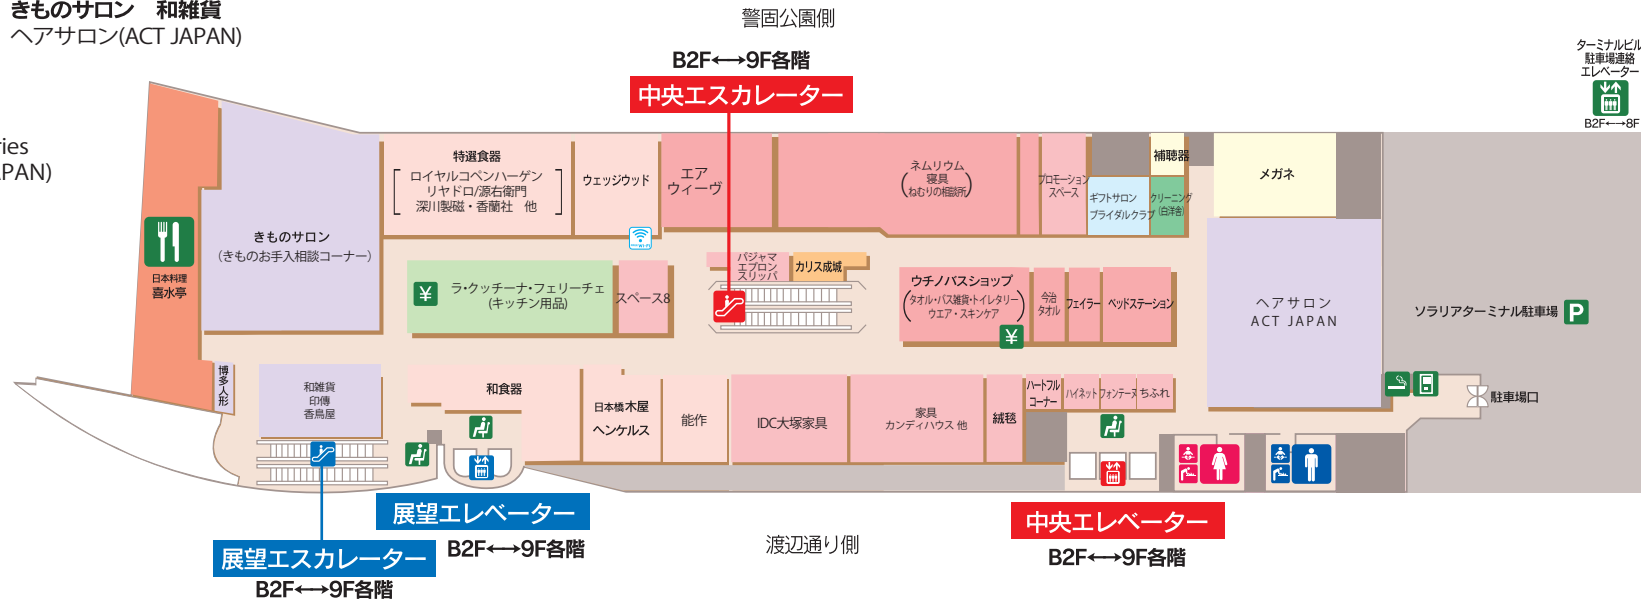 きものサロン 和雑貨
ヘアサロン(ACT JAPAN)
ries
PAN)
警固公園側
B2F⟷9F各階
中央エスカレーター
ターミナルビル
駐車場連絡
エレベーター
B2F⟷8F
特選食器
ロイヤルコペンハーゲン
リヤドロ/源右衛門
深川製磁・香蘭社 他
ウェッジウッド
エア
ウィーヴ
ネムリウム
寝具
(ねむりの相談所)
プロモーション
スペース
補聴器
ギフトサロン
ブライダルクラブ
クリーニング
(白洋舎)
メガネ
きものサロン
(きものお手入相談コーナー)
FREE Wi-Fi
日本料理
喜水亭
¥
ラ・クッチーナ・フェリーチェ
(キッチン用品)
スペース8
パジャマ
エプロン
スリッパ
カリス成城
ウチノバスショップ
(タオル・バス雑貨・トイレタリー
ウエア・スキンケア)
¥
今治
タオル
フェイラー
ベッドステーション
ヘアサロン
ACT JAPAN
ソラリアターミナル駐車場
P
博多人形
和雑貨
印傳
香鳥屋
和食器
日本橋木屋
ヘンケルス
能作
IDC大塚家具
家具
カンディハウス 他
絨毯
ハートフル
コーナー
ハイネット
フォンテーヌ
ちふれ
駐車場口
展望エレベーター
B2F⟷9F各階
展望エスカレーター
B2F⟷9F各階
渡辺通り側
中央エレベーター
B2F⟷9F各階